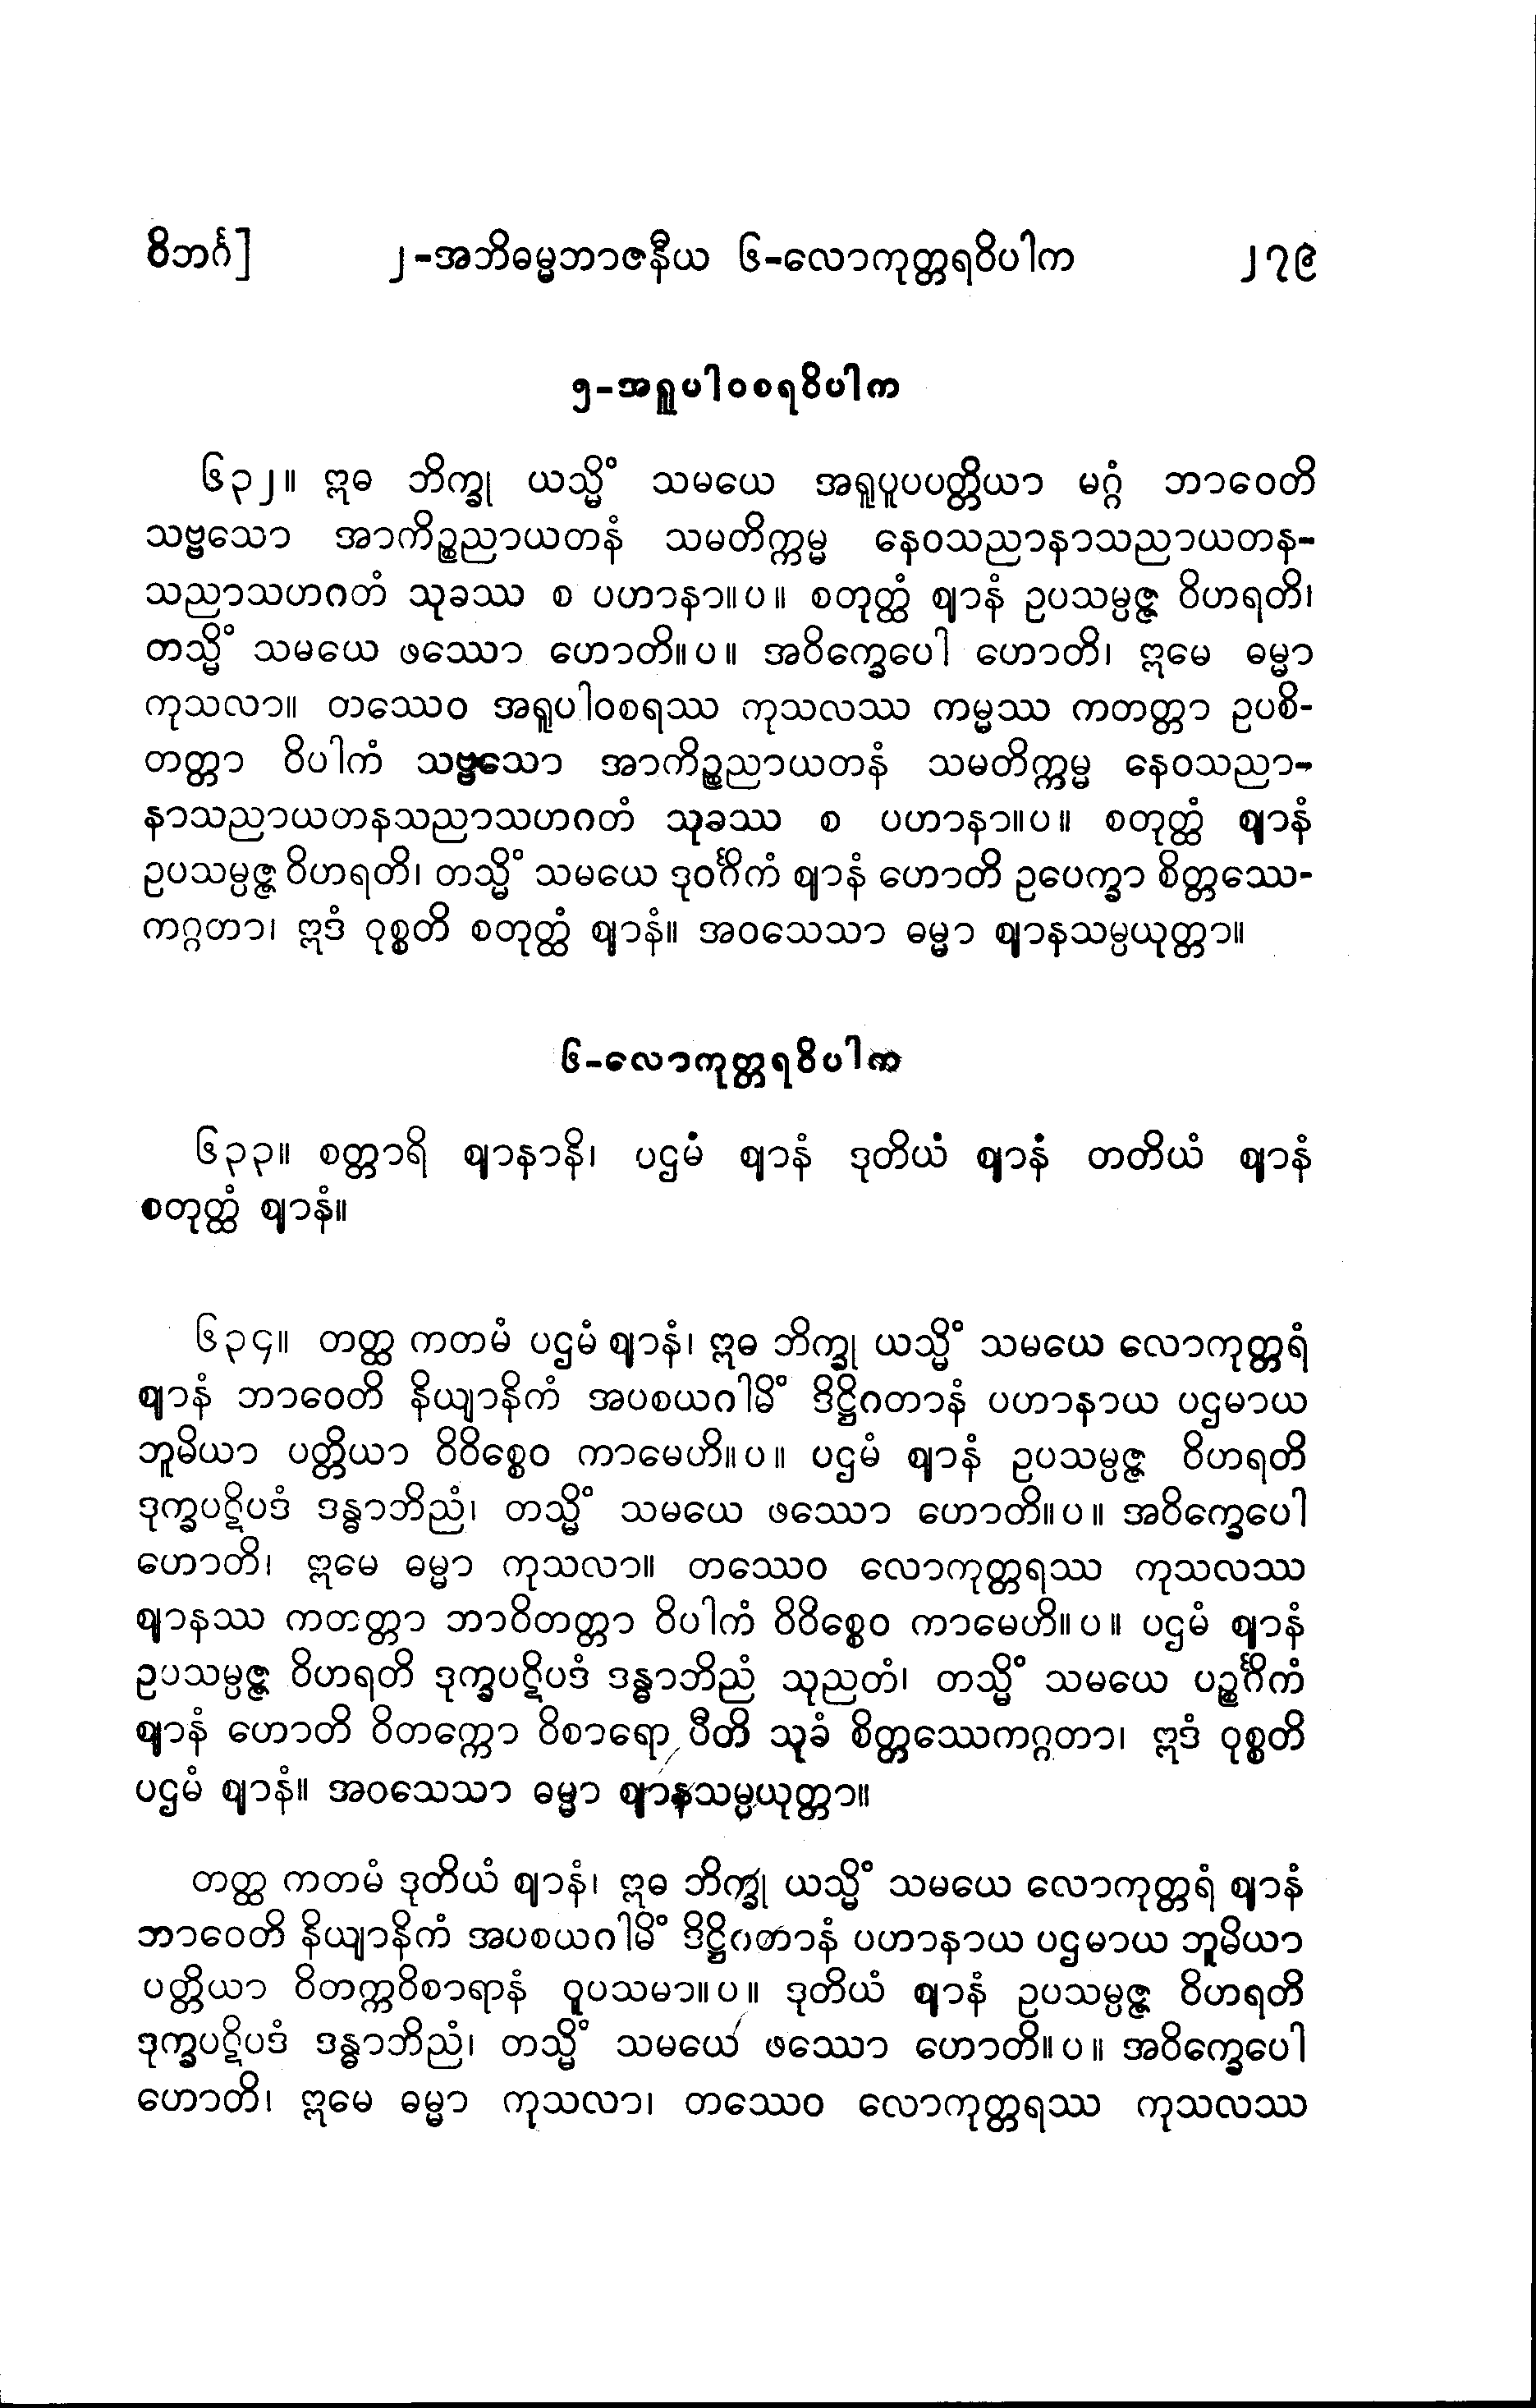 ဝိဘင်္ဂ] ၂-အဘိဓမ္မဘာဇနီယ ၆-လောကုတ္တရဝိပါက ၂၇၉
၅-အရူပါဝစရဝိပါက
၆၃၂။ ဣဓ ဘိက္ခု ယသ္မိံ သမယေ အရူပူပပတ္တိယာ မဂ္ဂံ ဘာဝေတိ
သဗ္ဗသော အာကိဉ္စညာယတနံ သမတိက္ကမ္မ နေဝသညာနာသညာယတန-
သညာသဟဂတံ သုခဿ စ ပဟာနာ။ပ။ စတုတ္ထံ ဈာနံ ဥပသမ္ပဇ္ဇ ဝိဟရတိ၊
တသ္မိံ သမယေ ဖဿော ဟောတိ။ပ။ အဝိက္ခေပေါ ဟောတိ၊ ဣမေ ဓမ္မာ
ကုသလာ။ တဿေဝ အရူပါဝစရဿ ကုသလဿ ကမ္မဿ ကတတ္တာ ဥပစိ-
တတ္တာ ဝိပါကံ သဗ္ဗသော အာကိဉ္စညာယတနံ သမတိက္ကမ္မ နေဝသညာ-
နာသညာယတနသညာသဟဂတံ သုခဿ စ ပဟာနာ။ပ။ စတုတ္ထံ ဈာနံ
ဥပသမ္ပဇ္ဇ ဝိဟရတိ၊ တသ္မိံ သမယေ ဒုဝင်္ဂိကံ ဈာနံ ဟောတိ ဥပေက္ခာ စိတ္တဿေ-
ကဂ္ဂတာ၊ ဣဒံ ဝုစ္စတိ စတုတ္ထံ ဈာနံ။ အဝသေသာ ဓမ္မာ ဈာနသမ္ပယုတ္တာ။
၆-လောကုတ္တရဝိပါက
၆၃၃။ စတ္တာရိ ဈာနာနိ၊ ပဌမံ ဈာနံ ဒုတိယံ ဈာနံ တတိယံ ဈာနံ
စတုတ္ထံ ဈာနံ။
၆၃၄။ တတ္ထ ကတမံ ပဌမံ ဈာနံ၊ ဣဓ ဘိက္ခု ယသ္မိံ သမယေ လောကုတ္တရံ
ဈာနံ ဘာဝေတိ နိယျာနိကံ အပစယဂါမိံ ဒိဋ္ဌိဂတာနံ ပဟာနာယ ပဌမာယ
ဘူမိယာ ပတ္တိယာ ဝိဝိစ္စေဝ ကာမေဟိ။ပ။ ပဌမံ ဈာနံ ဥပသမ္ပဇ္ဇ ဝိဟရတိ
ဒုက္ခပဋိပဒံ ဒန္ဓာဘိညံ၊ တသ္မိံ သမယေ ဖဿော ဟောတိ။ပ။ အဝိက္ခေပေါ
ဟောတိ၊ ဣမေ ဓမ္မာ ကုသလာ။ တဿေဝ လောကုတ္တရဿ ကုသလဿ
ဈာနဿ ကတတ္တာ ဘာဝိတတ္တာ ဝိပါကံ ဝိဝိစ္စေဝ ကာမေဟိ။ပ။ ပဌမံ ဈာနံ
ဥပသမ္ပဇ္ဇ ဝိဟရတိ ဒုက္ခပဋိပဒံ ဒန္ဓာဘိညံ သုညတံ၊ တသ္မိံ သမယေ ပဉ္စင်္ဂိကံ
ဈာနံ ဟောတိ ဝိတက္ကော ဝိစာရော ပီတိ သုခံ စိတ္တဿေကဂ္ဂတာ၊ ဣဒံ ဝုစ္စတိ
ပဌမံ ဈာနံ။ အဝသေသာ ဓမ္မာ ဈာနသမ္ပယုတ္တာ။
တတ္ထ ကတမံ ဒုတိယံ ဈာနံ၊ ဣဓ ဘိက္ခု ယသ္မိံ သမယေ လောကုတ္တရံ ဈာနံ
ဘာဝေတိ နိယျာနိကံ အပစယဂါမိံ ဒိဋ္ဌိဂတာနံ ပဟာနာယ ပဌမာယ ဘူမိယာ
ပတ္တိယာ ဝိတက္ကဝိစာရာနံ ဝူပသမာ။ပ။ ဒုတိယံ ဈာနံ ဥပသမ္ပဇ္ဇ ဝိဟရတိ
ဒုက္ခပဋိပဒံ ဒန္ဓာဘိညံ၊ တသ္မိံ သမယေ ဖဿော ဟောတိ။ပ။ အဝိက္ခေပေါ
ဟောတိ၊ ဣမေ ဓမ္မာ ကုသလာ၊ တဿေဝ လောကုတ္တရဿ ကုသလဿ